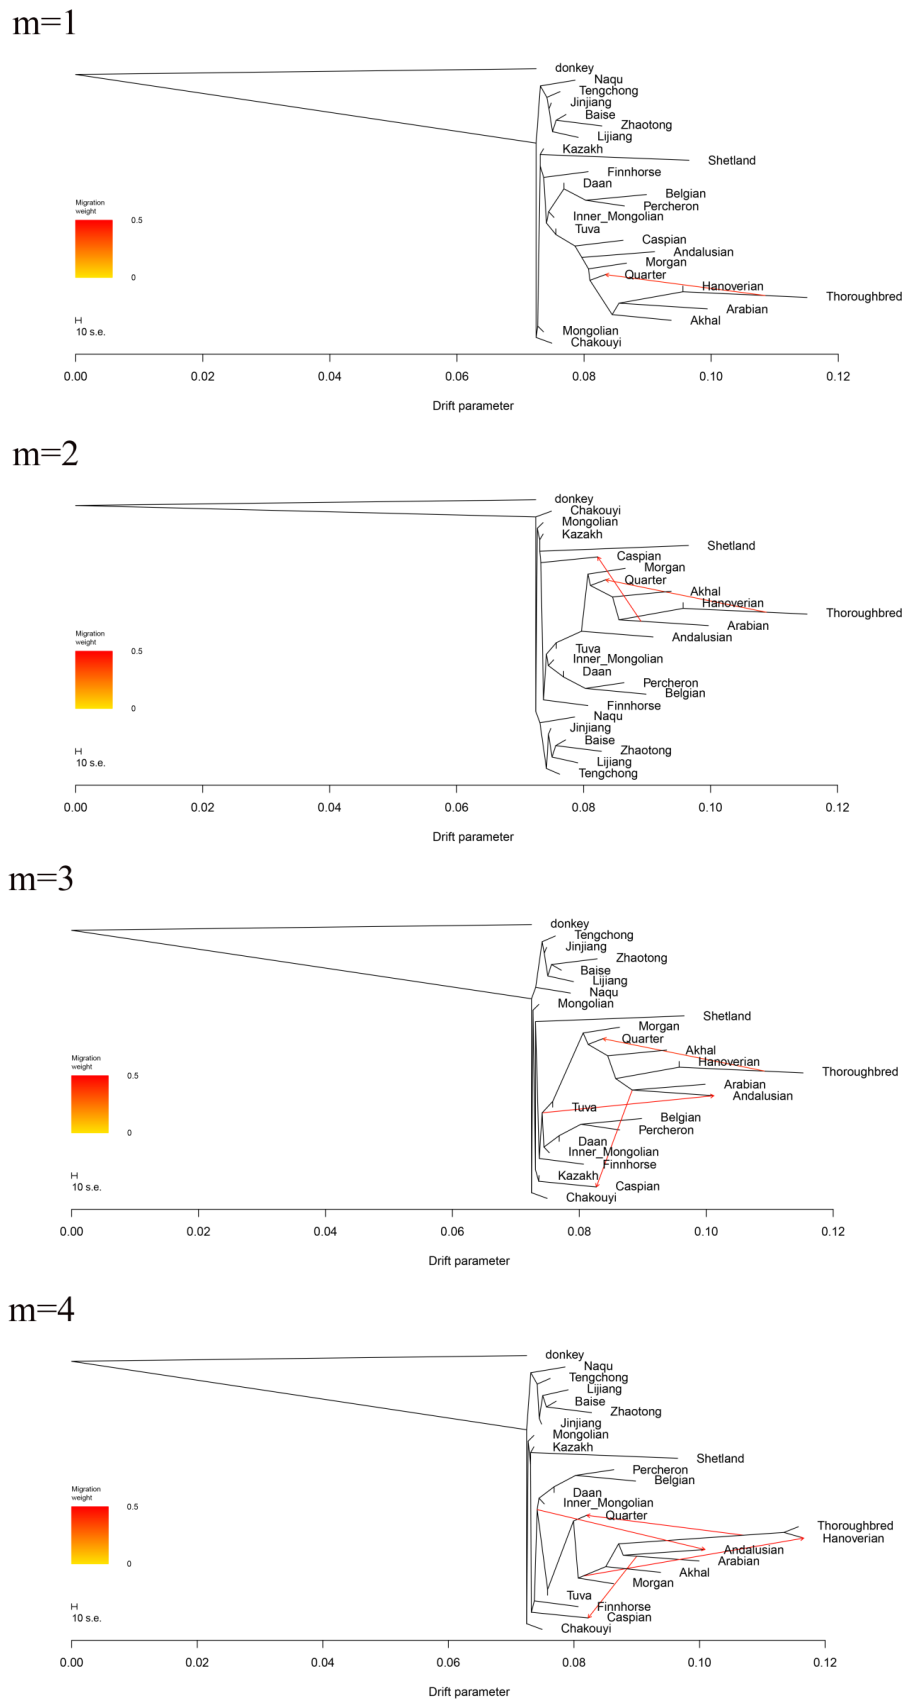 m=1
donkey
Naqu
Tengchong
Jinjiang
Baise
Zhaotong
Lijiang
Kazakh
Shetland
Finnhorse
Daan
Belgian
Percheron
Inner_Mongolian
Tuva
Caspian
Andalusian
Morgan
Quarter
Hanoverian
Thoroughbred
Arabian
Akhal
Mongolian
Chakouyi
Migration
weight
0.5
0
10 s.e.
0.00 0.02 0.04 0.06 0.08 0.10 0.12
Drift parameter
m=2
donkey
Chakouyi
Mongolian
Kazakh
Shetland
Caspian
Morgan
Quarter
Akhal
Hanoverian
Thoroughbred
Arabian
Andalusian
Tuva
Inner_Mongolian
Daan
Percheron
Belgian
Finnhorse
Naqu
Jinjiang
Baise
Zhaotong
Lijiang
Tengchong
Migration
weight
0.5
0
10 s.e.
0.00 0.02 0.04 0.06 0.08 0.10 0.12
Drift parameter
m=3
donkey
Tengchong
Jinjiang
Zhaotong
Baise
Lijiang
Naqu
Mongolian
Shetland
Morgan
Quarter
Akhal
Hanoverian
Thoroughbred
Arabian
Andalusian
Tuva
Belgian
Percheron
Daan
Inner_Mongolian
Finnhorse
Kazakh
Caspian
Chakouyi
Migration
weight
0.5
0
10 s.e.
0.00 0.02 0.04 0.06 0.08 0.10 0.12
Drift parameter
m=4
donkey
Naqu
Tengchong
Lijiang
Baise
Zhaotong
Jinjiang
Mongolian
Kazakh
Shetland
Percheron
Belgian
Daan
Inner_Mongolian
Quarter
Thoroughbred
Hanoverian
Andalusian
Arabian
Akhal
Morgan
Tuva
Finnhorse
Caspian
Chakouyi
Migration
weight
0.5
0
10 s.e.
0.00 0.02 0.04 0.06 0.08 0.10 0.12
Drift parameter